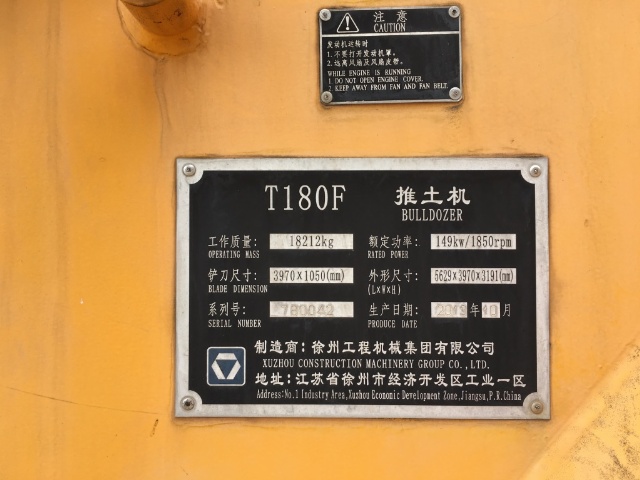 注意
CAUTION
发动机运转时
1. 不要打开发动机罩。
2. 远离风扇及风扇皮带。
WHILE ENGINE IS RUNNING
1. DO NOT OPEN ENGINE COVER.
2. KEEP AWAY FROM FAN AND FAN BELT.
T180F 推土机
BULLDOZER
工作质量: 18212kg 额定功率: 149kw/1850rpm
OPERATING MASS RATED POWER
铲刀尺寸: 3970×1050(mm) 外形尺寸: 5629×3970×3191(mm)
BLADE DIMENSION (L×W×H)
系列号: 生产日期: 年10月
SERIAL NUMBER PRODUCE DATE
制造商: 徐州工程机械集团有限公司
XUZHOU CONSTRUCTION MACHINERY GROUP CO., LTD.
地址: 江苏省徐州市经济开发区工业一区
Address: No.1 Industry Area, Xuzhou Economic Development Zone, Jiangsu, P.R. China